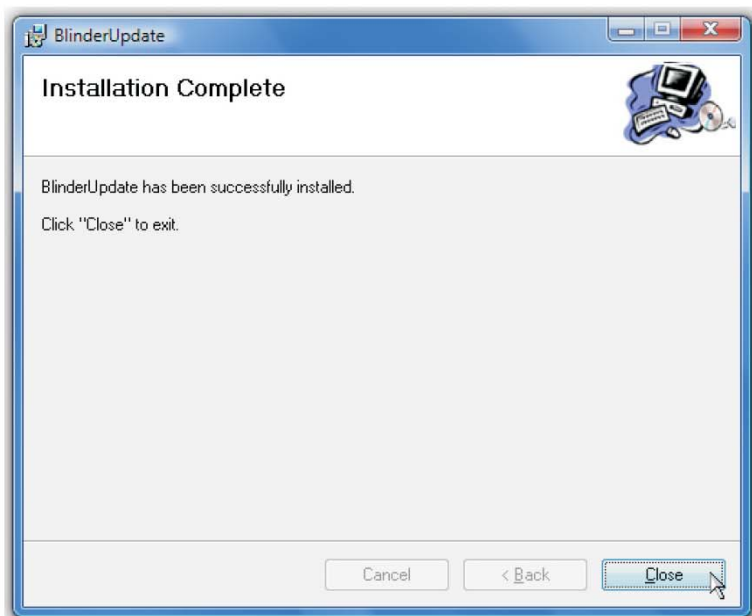 BlinderUpdate
Installation Complete
BlinderUpdate has been successfully installed.
Click "Close" to exit.
Cancel
< Back
Close